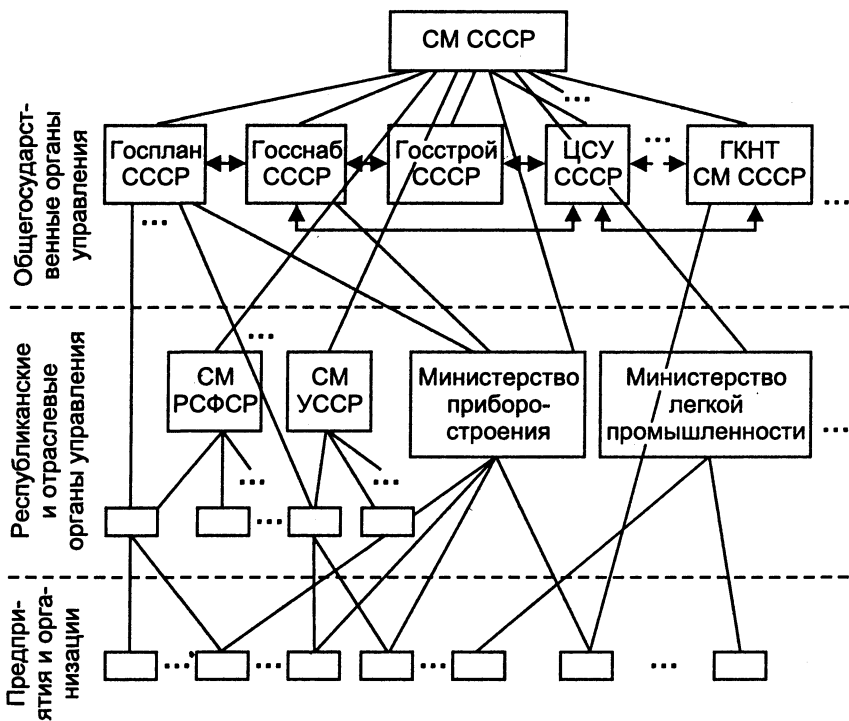 СМ СССР
...
Общегосударст-
венные органы
управления
Госплан
СССР
Госснаб
СССР
Госстрой
СССР
ЦСУ
СССР
...
ГКНТ
СМ СССР
...
...
Республиканские
и отраслевые
органы управления
...
СМ
РСФСР
СМ
УССР
Министерство
приборо-
строения
Министерство
легкой
промышленности
...
...
...
...
Предпри-
ятия и орга-
низации
...
...
...
...